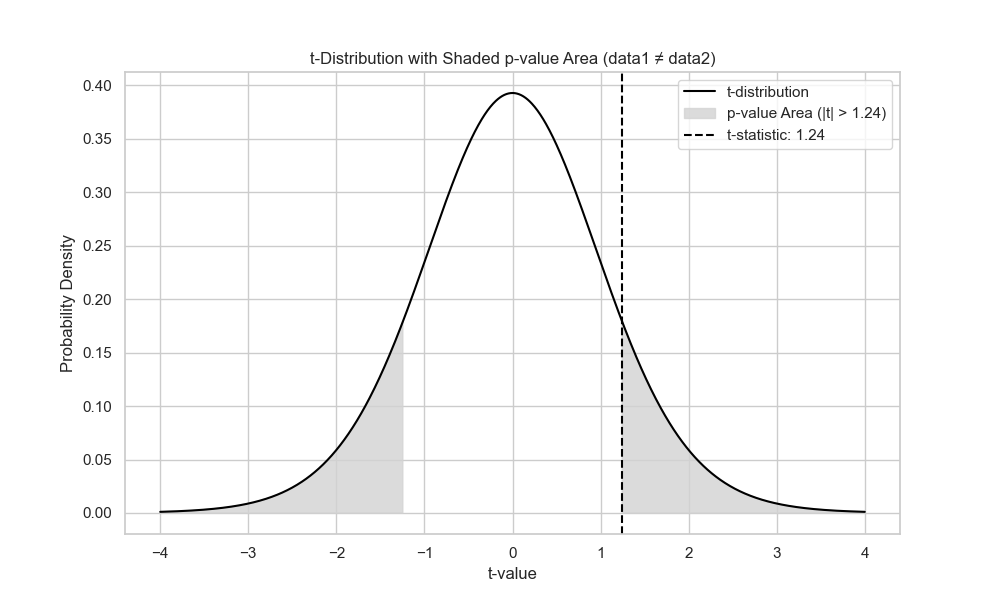 t-Distribution with Shaded p-value Area (data1 ≠ data2)
t-distribution
p-value Area (|t| > 1.24)
t-statistic: 1.24
Probability Density
0.40
0.35
0.30
0.25
0.20
0.15
0.10
0.05
0.00
−4 −3 −2 −1 0 1 2 3 4
t-value